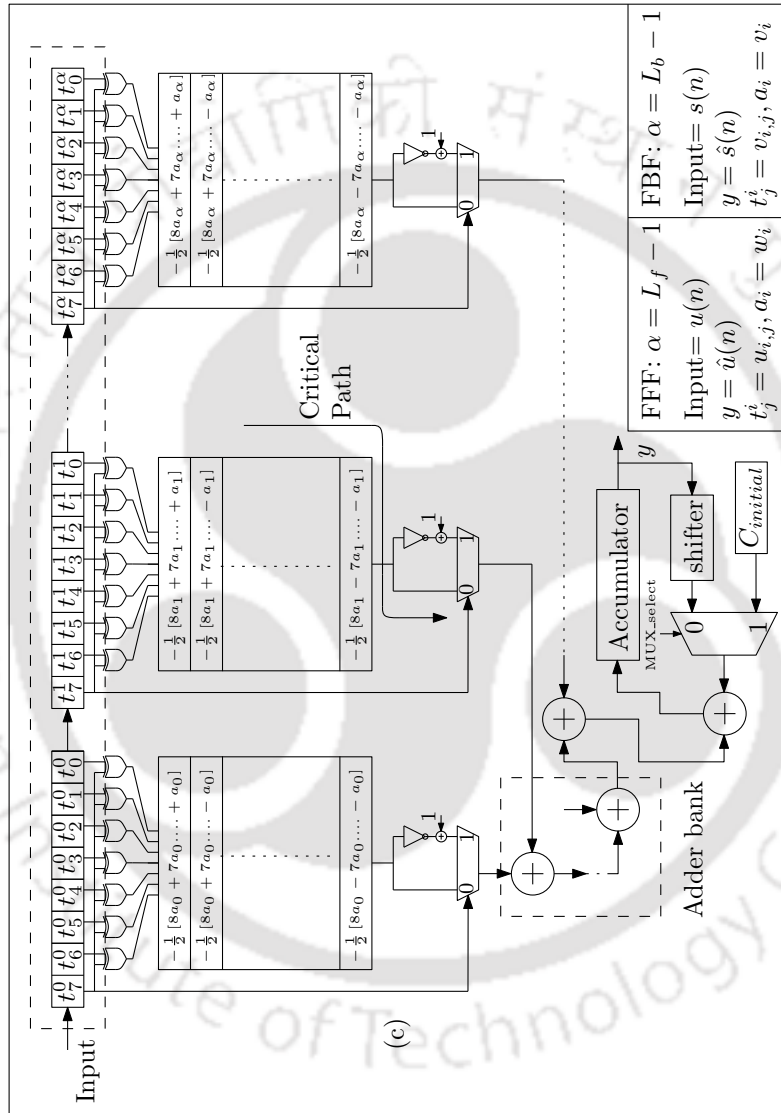 Input
t_7^0 t_6^0 t_5^0 t_4^0 t_3^0 t_2^0 t_1^0 t_0^0
t_7^1 t_6^1 t_5^1 t_4^1 t_3^1 t_2^1 t_1^1 t_0^1
t_7^α t_6^α t_5^α t_4^α t_3^α t_2^α t_1^α t_0^α
-1/2 [8a_0 + 7a_0.... + a_0]
-1/2 [8a_0 + 7a_0.... - a_0]
-1/2 [8a_0 - 7a_0.... - a_0]
-1/2 [8a_1 + 7a_1.... + a_1]
-1/2 [8a_1 + 7a_1.... - a_1]
-1/2 [8a_1 - 7a_1.... - a_1]
-1/2 [8a_α + 7a_α.... + a_α]
-1/2 [8a_α + 7a_α.... - a_α]
-1/2 [8a_α - 7a_α.... - a_α]
1
0 1
1
0 1
1
0 1
Critical
Path
(c)
Adder bank
MUX_select
0
1
Accumulator
shifter
C_initial
y
FFF: α = L_f - 1
Input= u(n)
y = û(n)
t_j^i = u_{i,j}, a_i = w_i
FBF: α = L_b - 1
Input= s(n)
y = ŝ(n)
t_j^i = v_{i,j}, a_i = v_i
ute of Technology